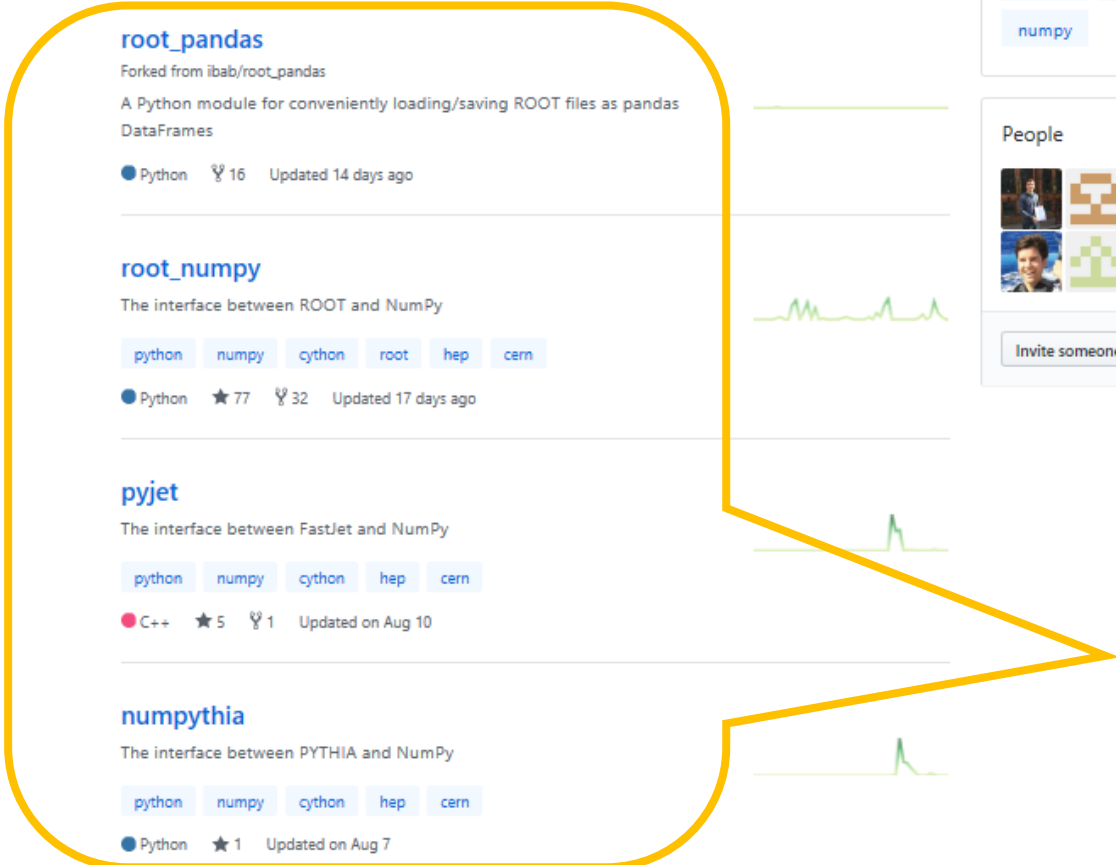 root_pandas
Forked from ibab/root_pandas
A Python module for conveniently loading/saving ROOT files as pandas
DataFrames
Python 16 Updated 14 days ago
root_numpy
The interface between ROOT and NumPy
python numpy cython root hep cern
Python 77 32 Updated 17 days ago
pyjet
The interface between FastJet and NumPy
python numpy cython hep cern
C++ 5 1 Updated on Aug 10
numpythia
The interface between PYTHIA and NumPy
python numpy cython hep cern
Python 1 Updated on Aug 7
numpy
People
Invite someone